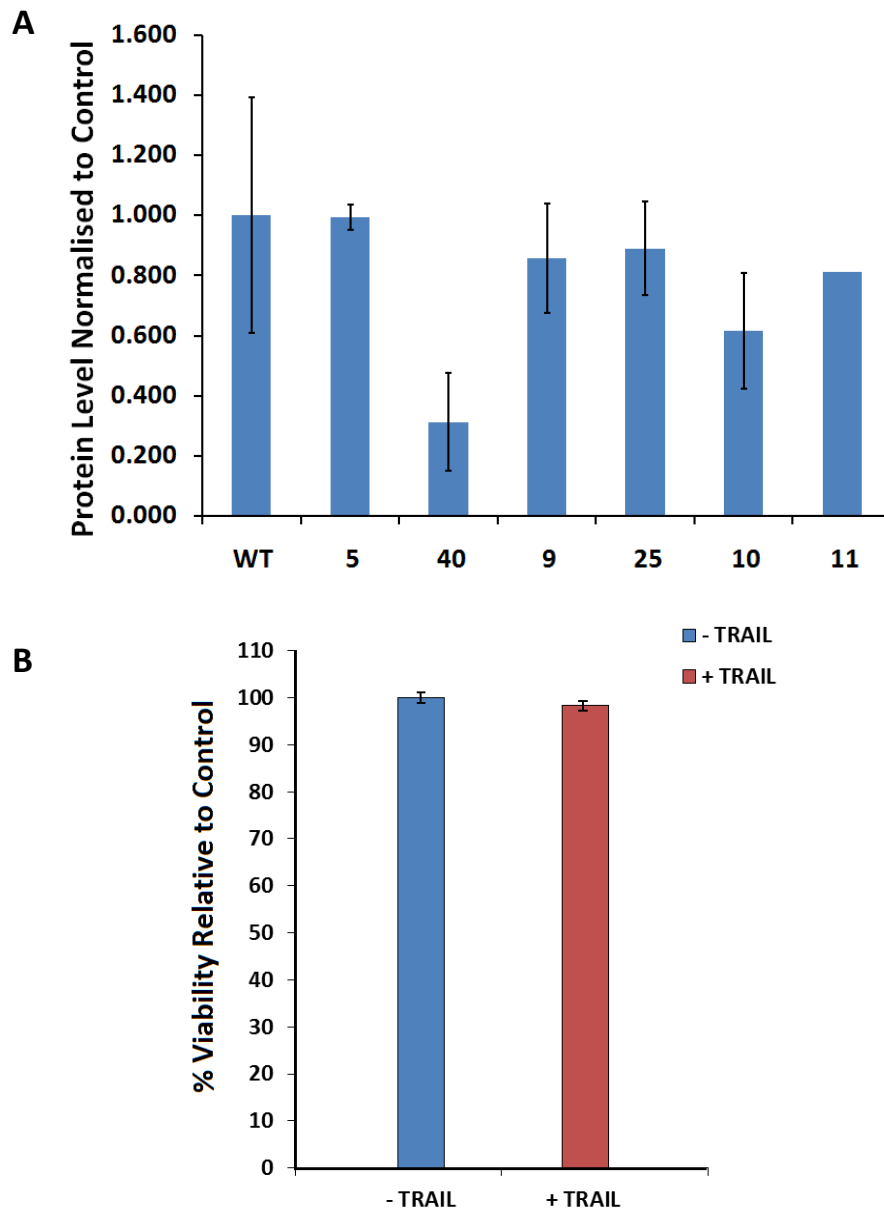 A
Protein Level Normalised to Control
1.600
1.400
1.200
1.000
0.800
0.600
0.400
0.200
0.000
WT 5 40 9 25 10 11
B
- TRAIL
+ TRAIL
% Viability Relative to Control
110
100
90
80
70
60
50
40
30
20
10
0
- TRAIL + TRAIL